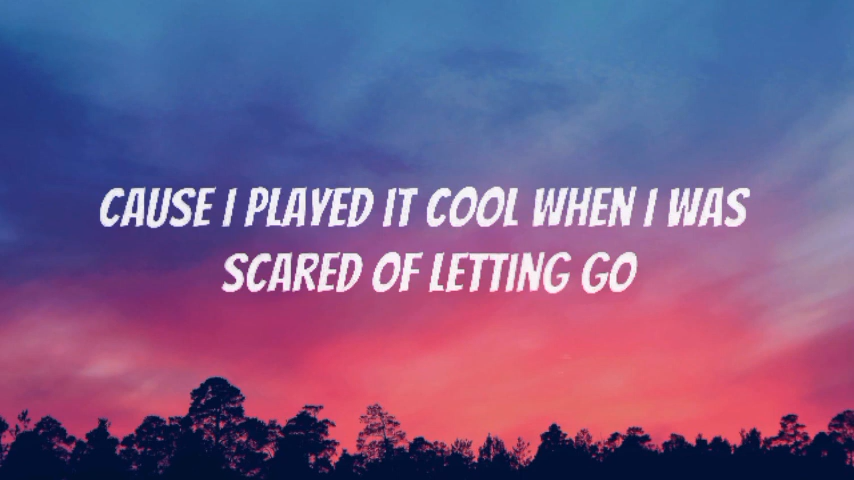 CAUSE I PLAYED IT COOL WHEN I WAS
SCARED OF LETTING GO